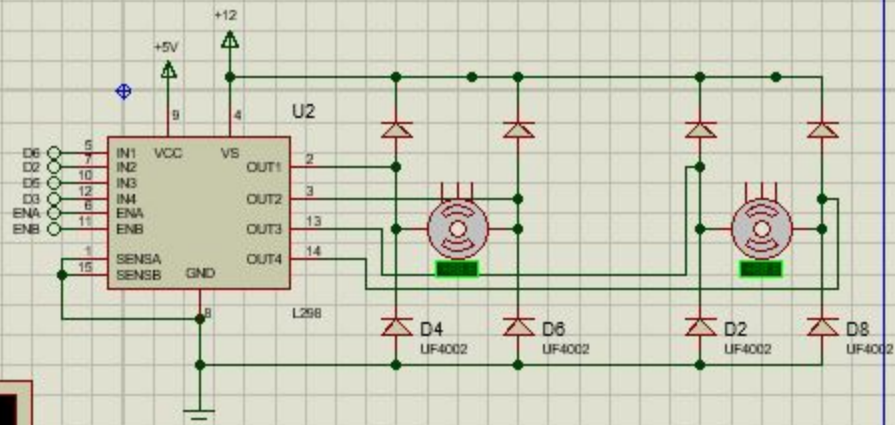 +12
+5V
U2
9
4
D6
5
IN1
VCC
VS
D2
7
IN2
OUT1
2
D5
10
IN3
D3
12
IN4
OUT2
3
ENA
6
ENA
ENB
11
ENB
OUT3
13
1
SENSA
OUT4
14
15
SENSB
GND
8
L298
D4
UF4002
D6
UF4002
D2
UF4002
D8
UF4002